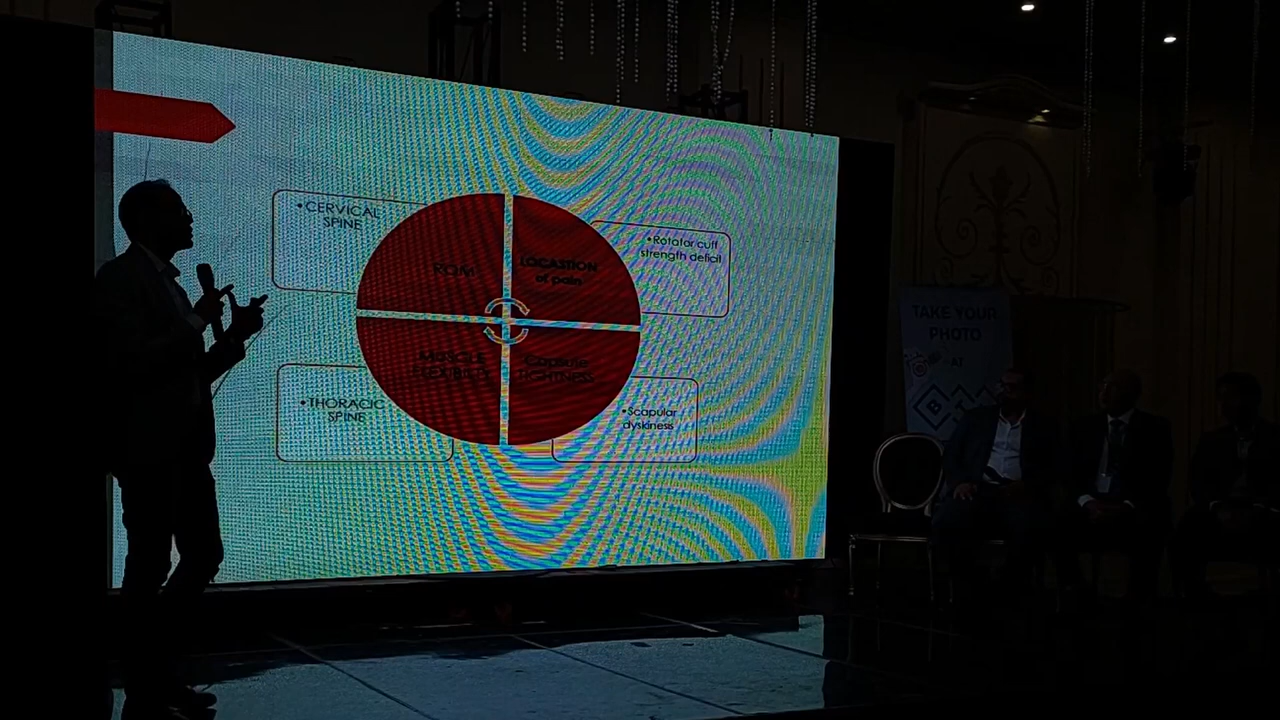 • CERVICAL
SPINE
ROM
LOCASTION
of pain
•Rotator cuff
strength deficit
MUSCLE
FLEXIBILITY
Capsule
TIGHTNESS
• THORACIC
SPINE
•Scapular
dyskiness
TAKE YOUR
PHOTO
AT
B